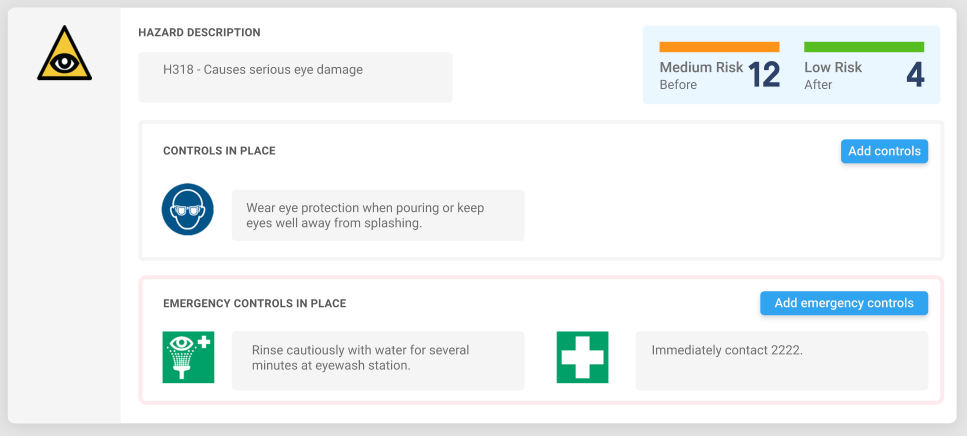 HAZARD DESCRIPTION
H318 - Causes serious eye damage
Medium Risk 12
Before
Low Risk 4
After
CONTROLS IN PLACE
Add controls
Wear eye protection when pouring or keep
eyes well away from splashing.
EMERGENCY CONTROLS IN PLACE
Add emergency controls
Rinse cautiously with water for several
minutes at eyewash station.
Immediately contact 2222.